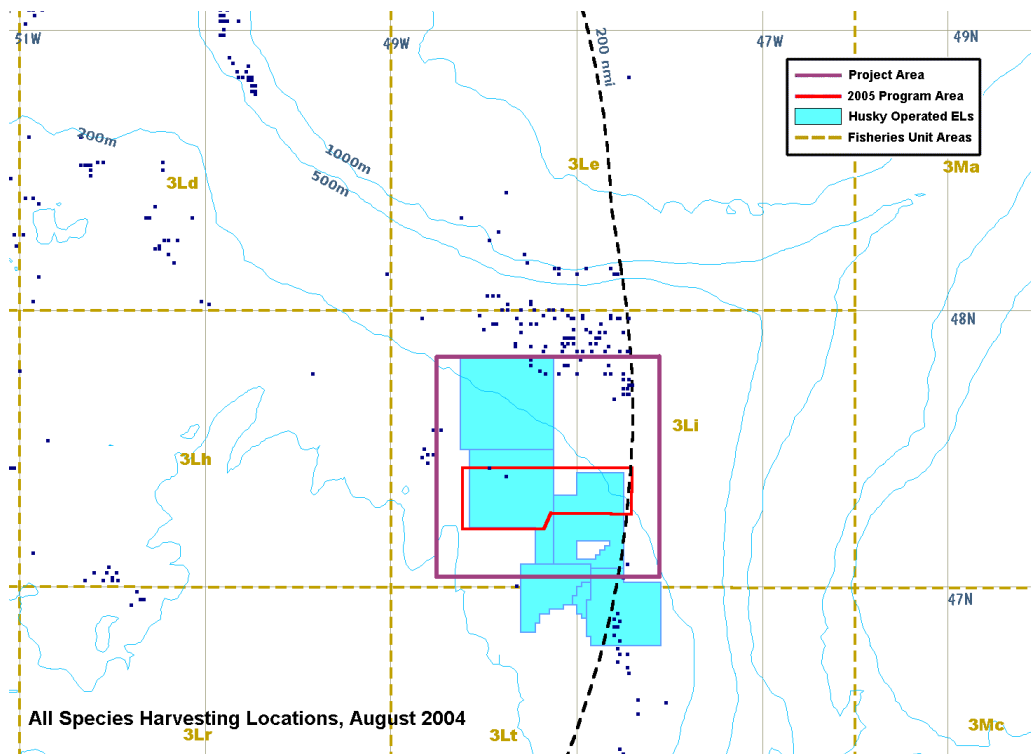 51W
49W
200 nmi
47W
49N
Project Area
2005 Program Area
Husky Operated ELs
Fisheries Unit Areas
200m
1000m
500m
3Ld
3Le
3Ma
48N
3Lh
3Li
47N
All Species Harvesting Locations, August 2004
3Lr
3Lt
3Mc